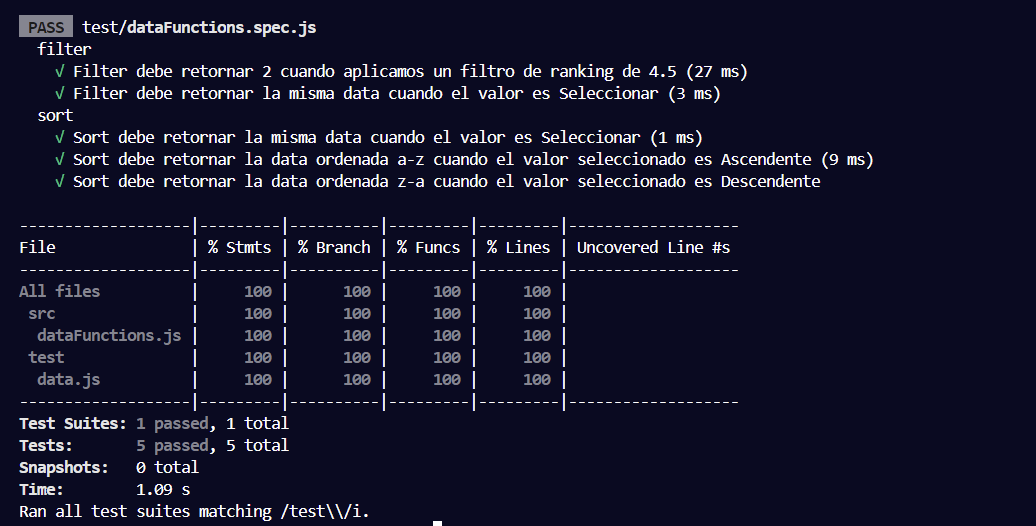 PASS test/dataFunctions.spec.js
filter
√ Filter debe retornar 2 cuando aplicamos un filtro de ranking de 4.5 (27 ms)
√ Filter debe retornar la misma data cuando el valor es Seleccionar (3 ms)
sort
√ Sort debe retornar la misma data cuando el valor es Seleccionar (1 ms)
√ Sort debe retornar la data ordenada a-z cuando el valor seleccionado es Ascendente (9 ms)
√ Sort debe retornar la data ordenada z-a cuando el valor seleccionado es Descendente
-------------------|---------|----------|---------|---------|-------------------
File               | % Stmts | % Branch | % Funcs | % Lines | Uncovered Line #s
-------------------|---------|----------|---------|---------|-------------------
All files          |     100 |      100 |     100 |     100 |
 src               |     100 |      100 |     100 |     100 |
  dataFunctions.js |     100 |      100 |     100 |     100 |
 test              |     100 |      100 |     100 |     100 |
  data.js          |     100 |      100 |     100 |     100 |
-------------------|---------|----------|---------|---------|-------------------
Test Suites: 1 passed, 1 total
Tests:       5 passed, 5 total
Snapshots:   0 total
Time:        1.09 s
Ran all test suites matching /test\\/i.